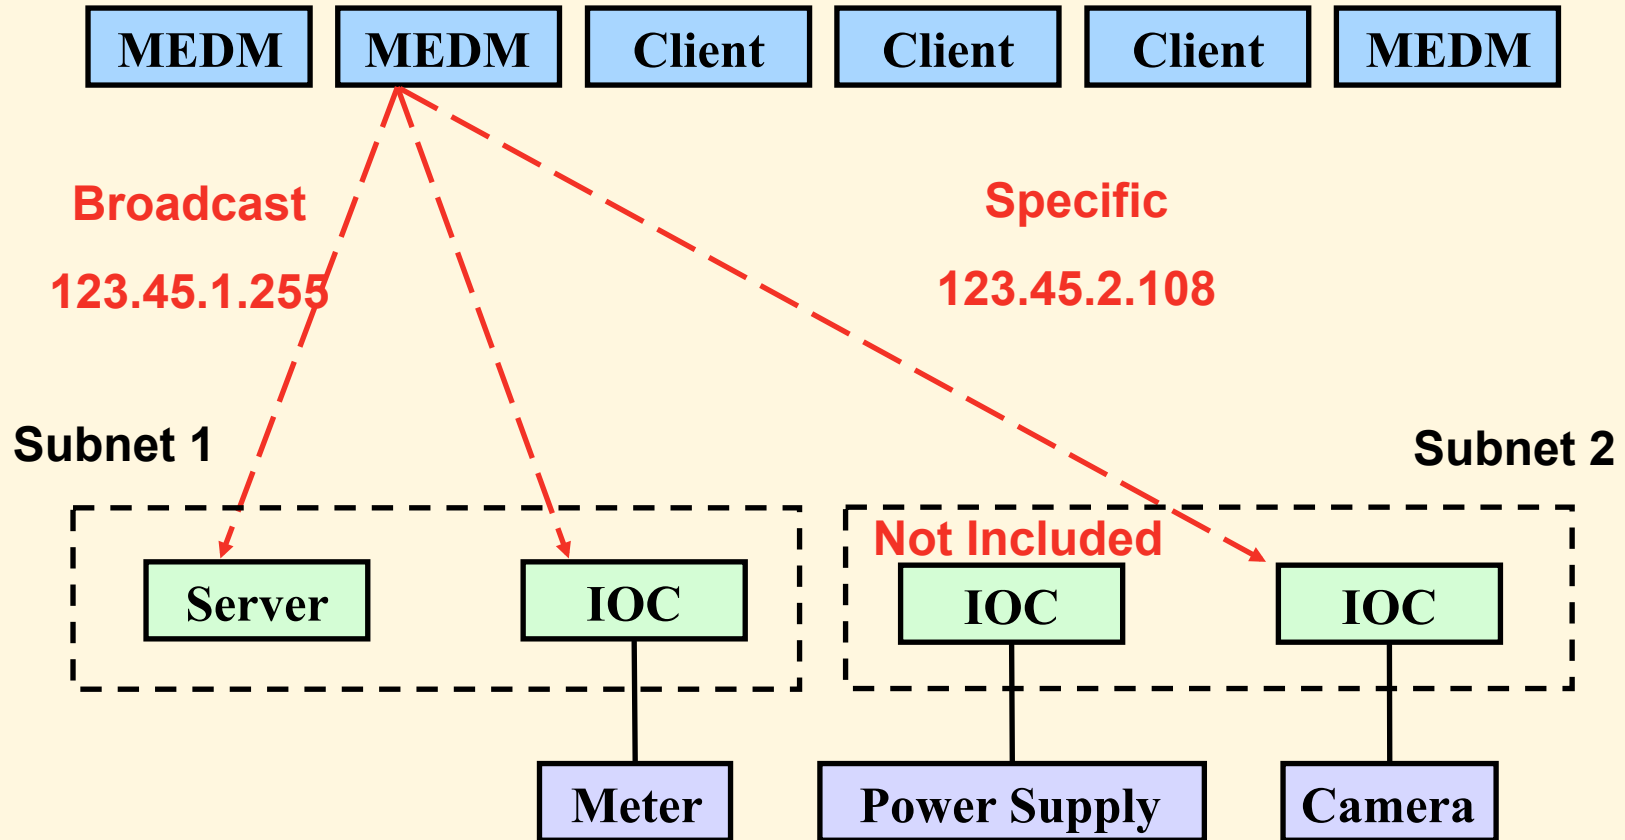 MEDM
MEDM
Client
Client
Client
MEDM
Broadcast
123.45.1.255
Specific
123.45.2.108
Subnet 1
Subnet 2
Not Included
Server
IOC
IOC
IOC
Meter
Power Supply
Camera